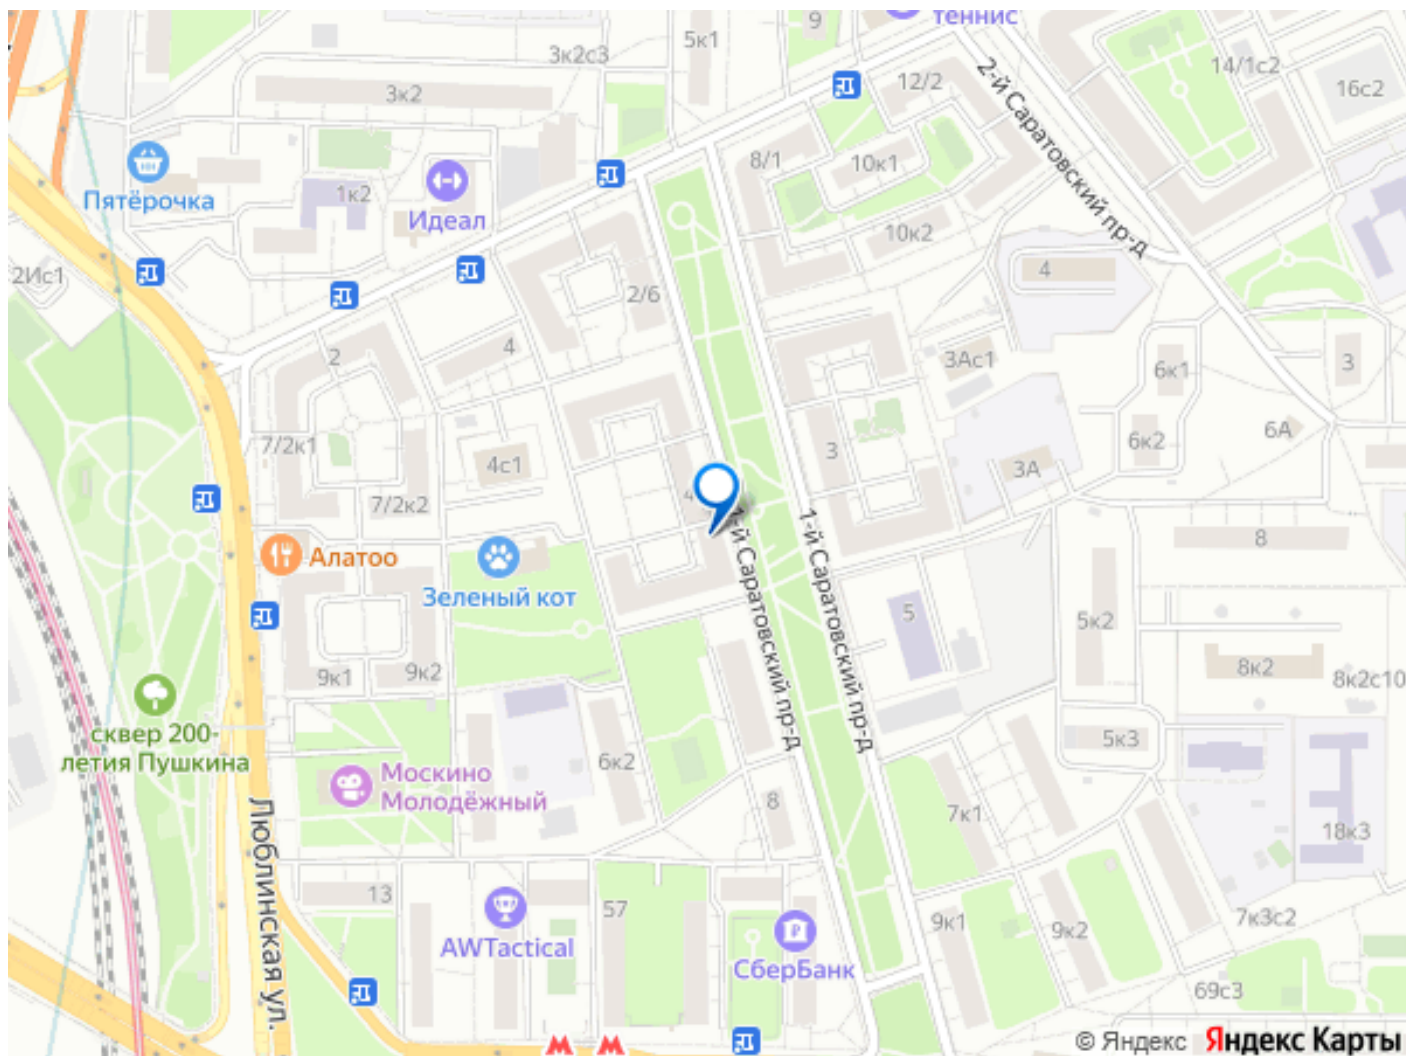 теннис
9
5к1
3к2с3
12/2
2-й Саратовский пр-д
14/1с2
16с2
3к2
8/1
10к1
Пятёрочка
1к2
Идеал
10к2
4
2Ис1
2/6
2
4
3Ас1
6к1
3
7/2к1
4с1
3
6к2
6А
3А
4
7/2к2
1-й Саратовский пр-д
1-й Саратовский пр-д
Алатоо
Зеленый кот
8
5
5к2
9к1
9к2
8к2
8к2с10
сквер 200-
летия Пушкина
5к3
6к2
Москино
Молодёжный
8
7к1
18к3
Люблинская ул.
13
57
AWTactical
СберБанк
9к1
9к2
7к3с2
69с3
© Яндекс Яндекс Карты